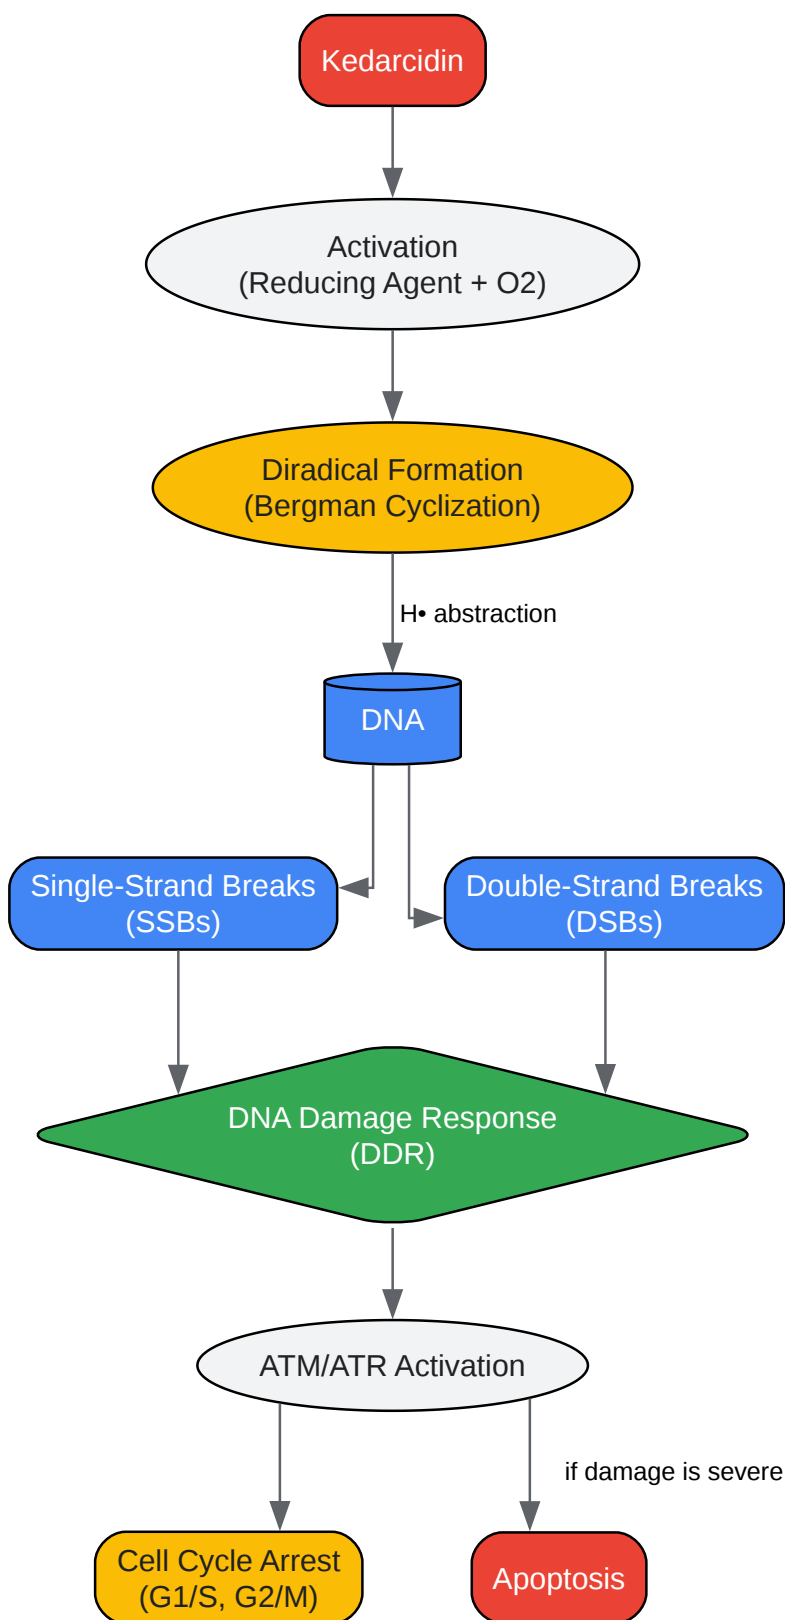 Kedarcidin
Activation
(Reducing Agent + O2)
Diradical Formation
(Bergman Cyclization)
H• abstraction
DNA
Single-Strand Breaks
(SSBs)
Double-Strand Breaks
(DSBs)
DNA Damage Response
(DDR)
ATM/ATR Activation
if damage is severe
Cell Cycle Arrest
(G1/S, G2/M)
Apoptosis